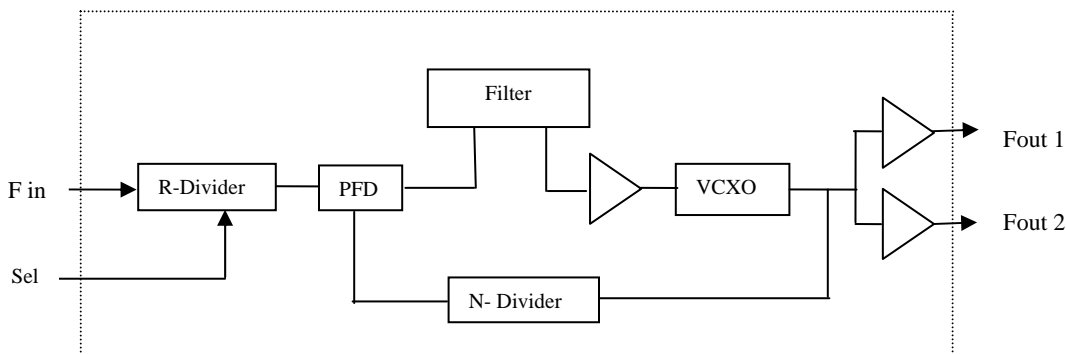 Filter
Fout 1
R-Divider
PFD
VCXO
F in
Fout 2
Sel
N- Divider